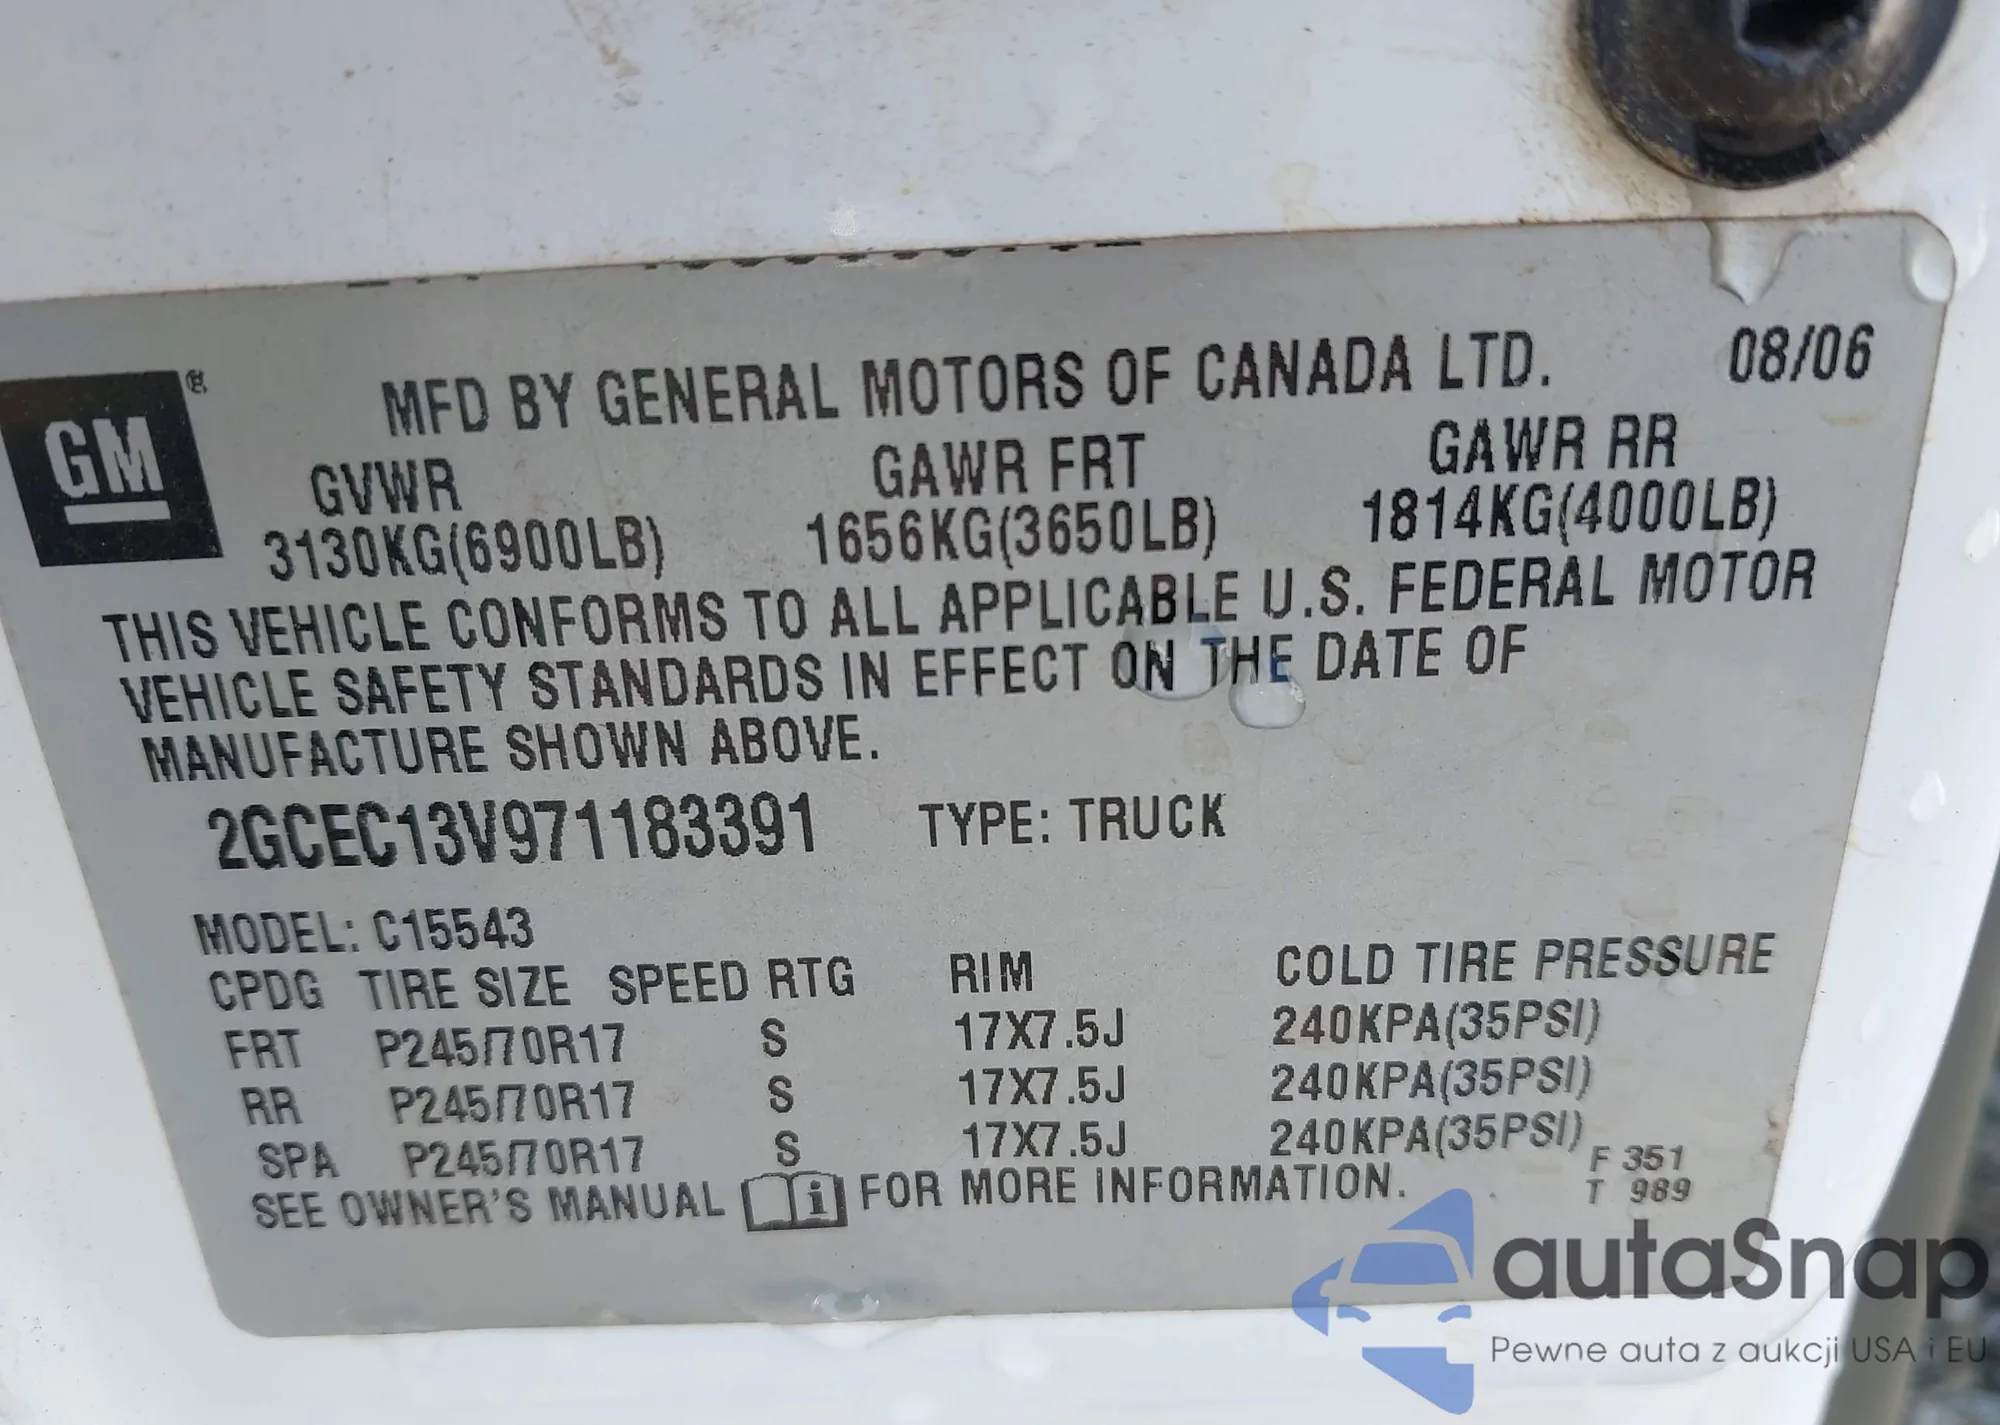 MFD BY GENERAL MOTORS OF CANADA LTD. 08/06
GM®
GVWR GAWR FRT GAWR RR
3130KG(6900LB) 1656KG(3650LB) 1814KG(4000LB)
THIS VEHICLE CONFORMS TO ALL APPLICABLE U.S. FEDERAL MOTOR
VEHICLE SAFETY STANDARDS IN EFFECT ON THE DATE OF
MANUFACTURE SHOWN ABOVE.
2GCEC13V971183391 TYPE: TRUCK
MODEL: C15543
CPDG TIRE SIZE SPEED RTG RIM COLD TIRE PRESSURE
FRT P245/70R17 S 17X7.5J 240KPA(35PSI)
RR P245/70R17 S 17X7.5J 240KPA(35PSI)
SPA P245/70R17 S 17X7.5J 240KPA(35PSI)
F 351
T 989
SEE OWNER'S MANUAL i FOR MORE INFORMATION.
autaSnap
Pewne auta z aukcji USA i EU